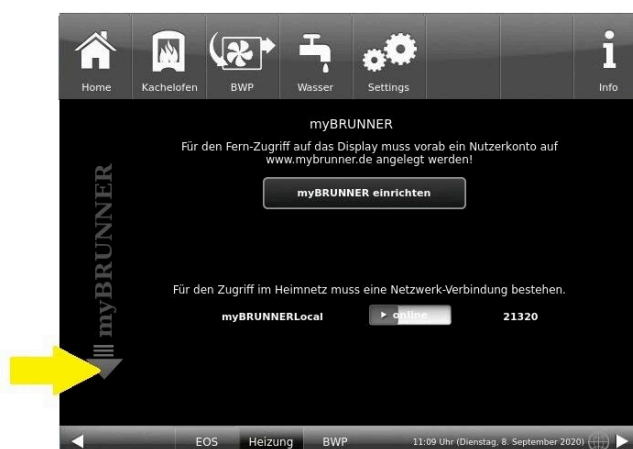 Home Kachelofen BWP Wasser Settings Info
myBRUNNER
Für den Fern-Zugriff auf das Display muss vorab ein Nutzerkonto auf
www.mybrunner.de angelegt werden!
myBRUNNER einrichten
myBRUNNER
Für den Zugriff im Heimnetz muss eine Netzwerk-Verbindung bestehen.
myBRUNNERLocal online 21320
EOS Heizung BWP 11:09 Uhr (Dienstag, 8. September 2020)